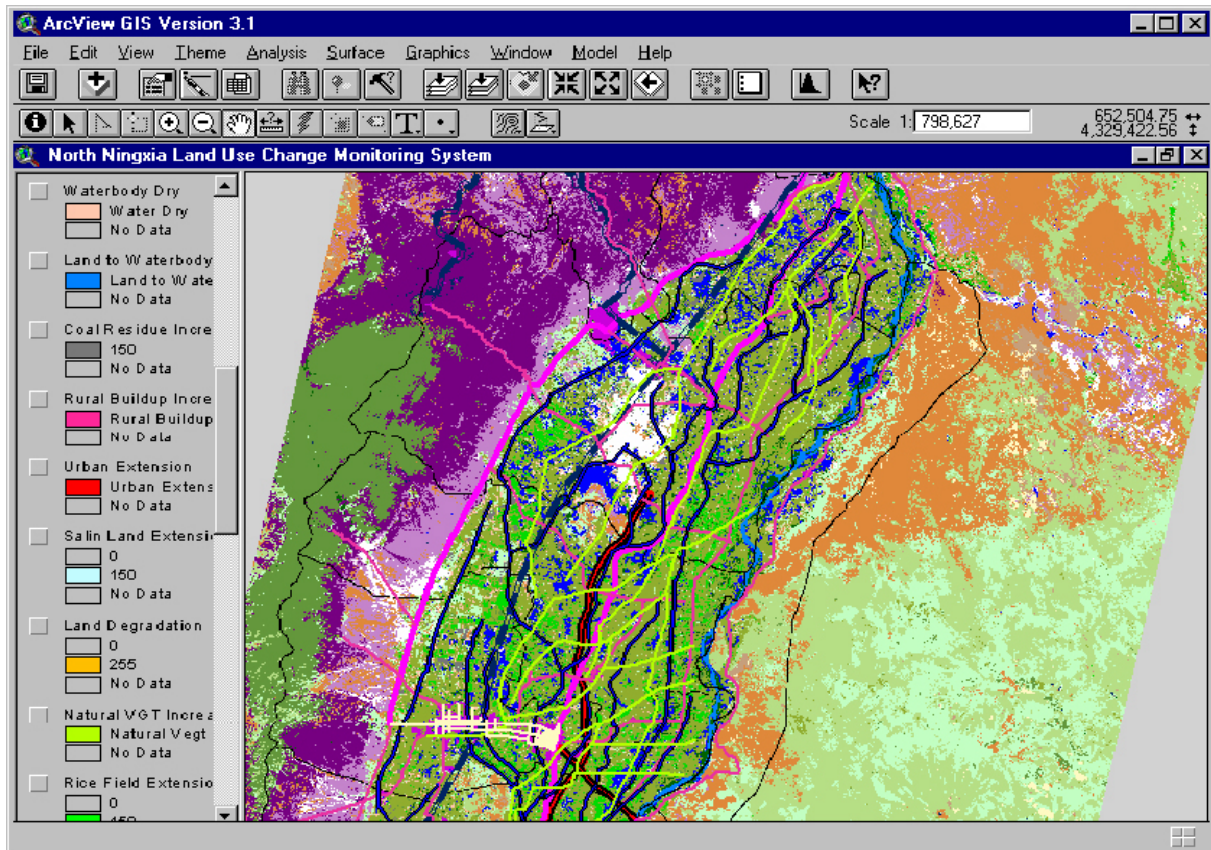 ArcView GIS Version 3.1
File Edit View Theme Analysis Surface Graphics Window Model Help
Scale 1: 798,627
652,504.75
4,329,422.56
North Ningxia Land Use Change Monitoring System
Waterbody Dry
Water Dry
No Data
Land to Waterbody
Land to Wate
No Data
Coal Residue Incre
150
No Data
Rural Buildup Incre
Rural Buildup
No Data
Urban Extension
Urban Extens
No Data
Salin Land Extensi
0
150
No Data
Land Degradation
0
255
No Data
Natural VGT Increa
Natural Vegt
No Data
Rice Field Extensio
0
150